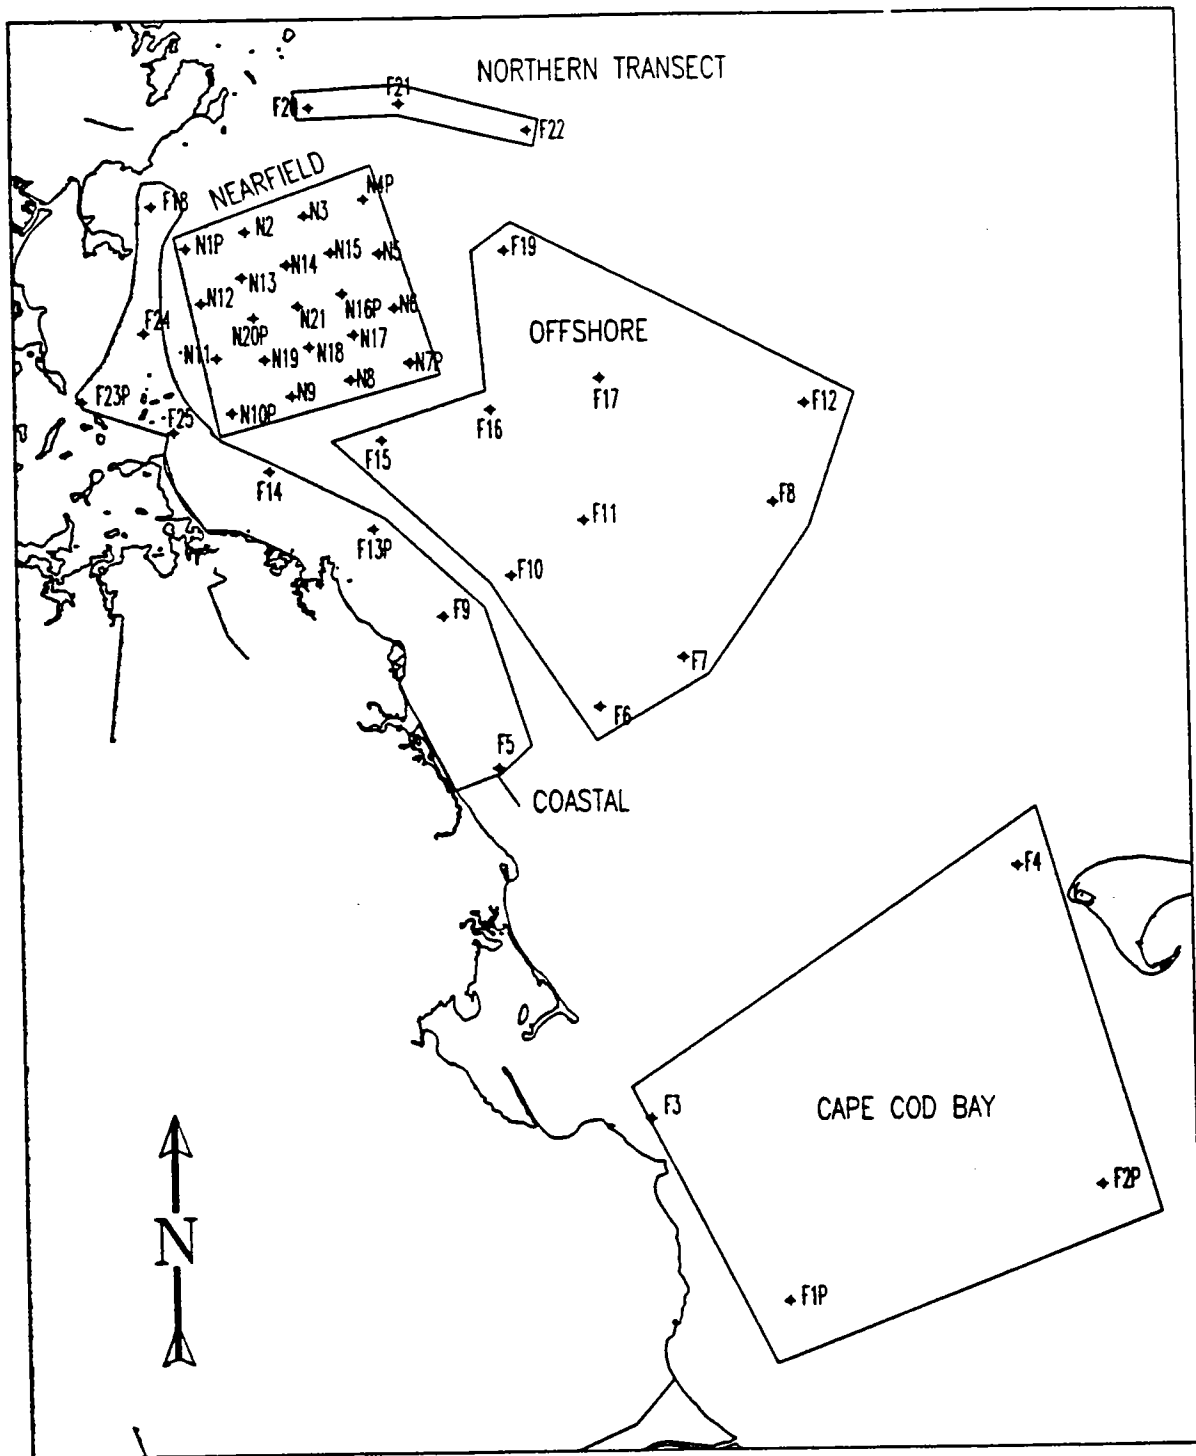 NORTHERN TRANSECT
F20
F21
F22
NEARFIELD
F18
N1P
N2
N3
N4P
N13
N14
N15
N5
F19
N12
N20P
N21
N16P
N6
OFFSHORE
F24
N11
N19
N18
N17
N7P
F17
F12
F23P
F25
N10P
N9
N8
F16
F15
F14
F8
F13P
F11
F10
F9
F7
F6
F5
COASTAL
F4
F3
CAPE COD BAY
F2P
N
F1P